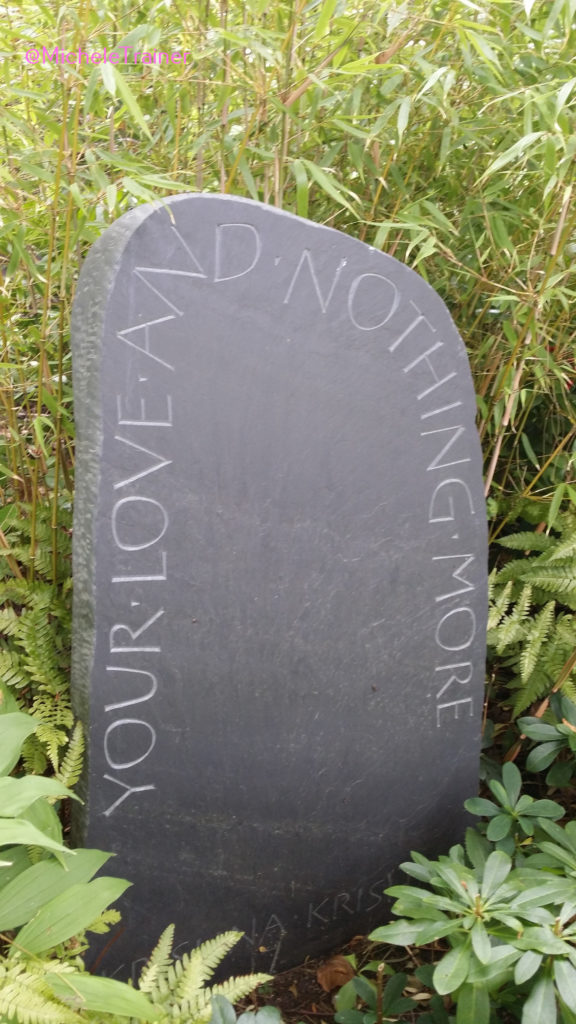 @MicheleTrainer
YOUR · LOVE · AND · NOTHING · MORE